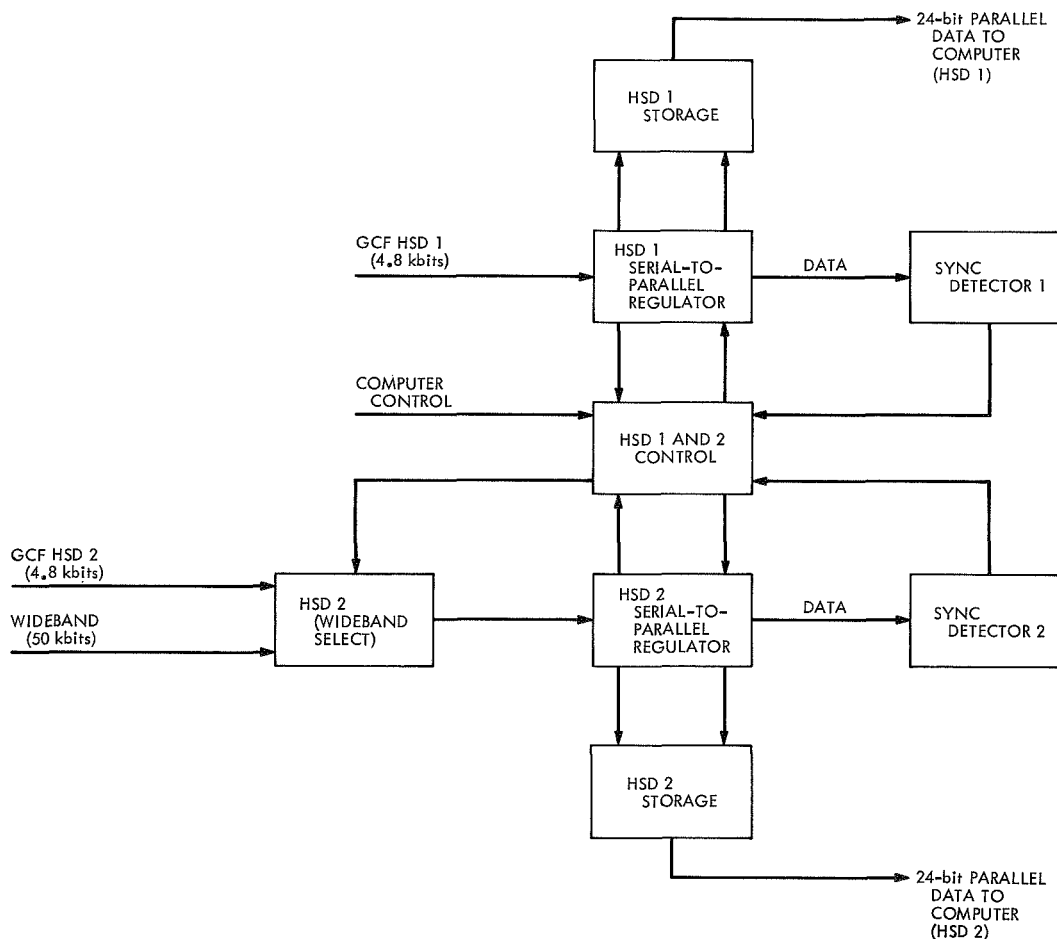 24-bit PARALLEL
DATA TO
COMPUTER
(HSD 1)
HSD 1
STORAGE
GCF HSD 1
(4.8 kbits)
HSD 1
SERIAL-TO-
PARALLEL
REGULATOR
DATA
SYNC
DETECTOR 1
COMPUTER
CONTROL
HSD 1 AND 2
CONTROL
GCF HSD 2
(4.8 kbits)
WIDEBAND
(50 kbits)
HSD 2
(WIDEBAND
SELECT)
HSD 2
SERIAL-TO-
PARALLEL
REGULATOR
DATA
SYNC
DETECTOR 2
HSD 2
STORAGE
24-bit PARALLEL
DATA TO
COMPUTER
(HSD 2)